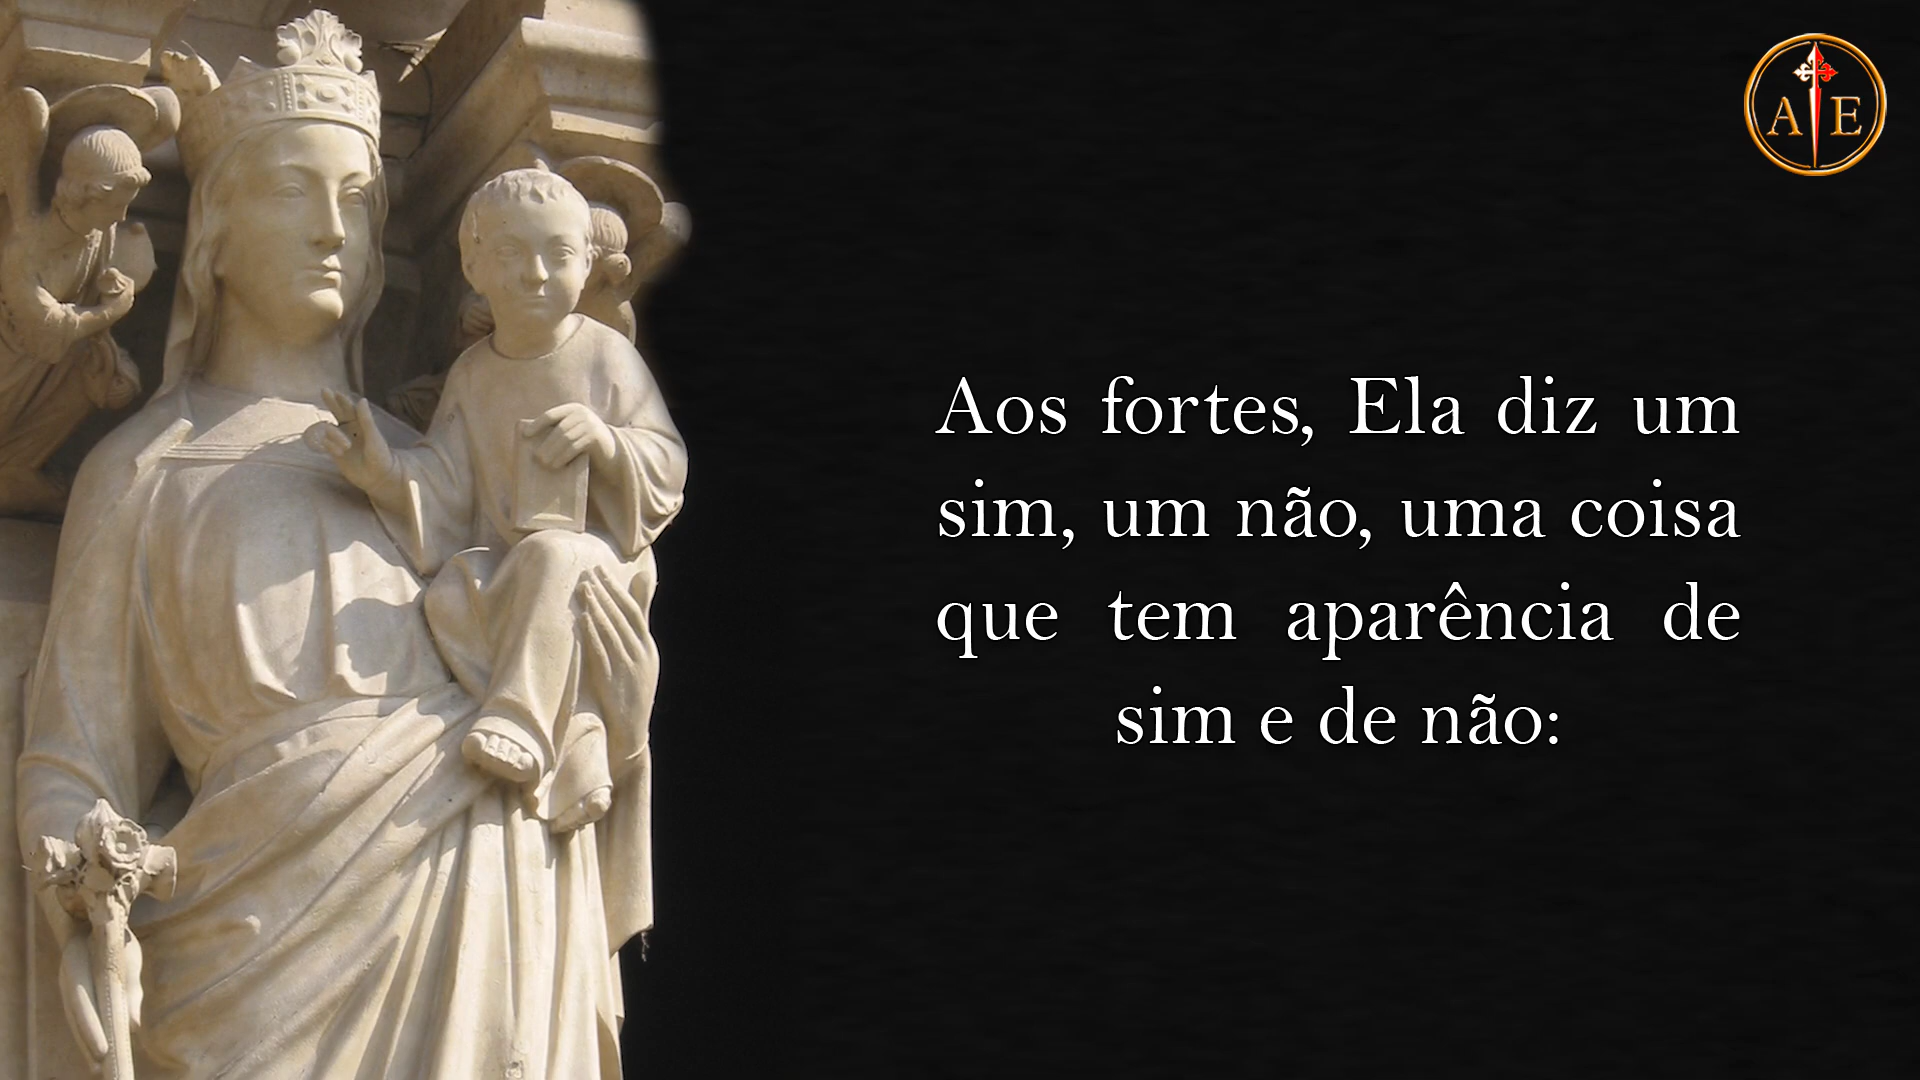 A E
Aos fortes, Ela diz um
sim, um não, uma coisa
que tem aparência de
sim e de não: